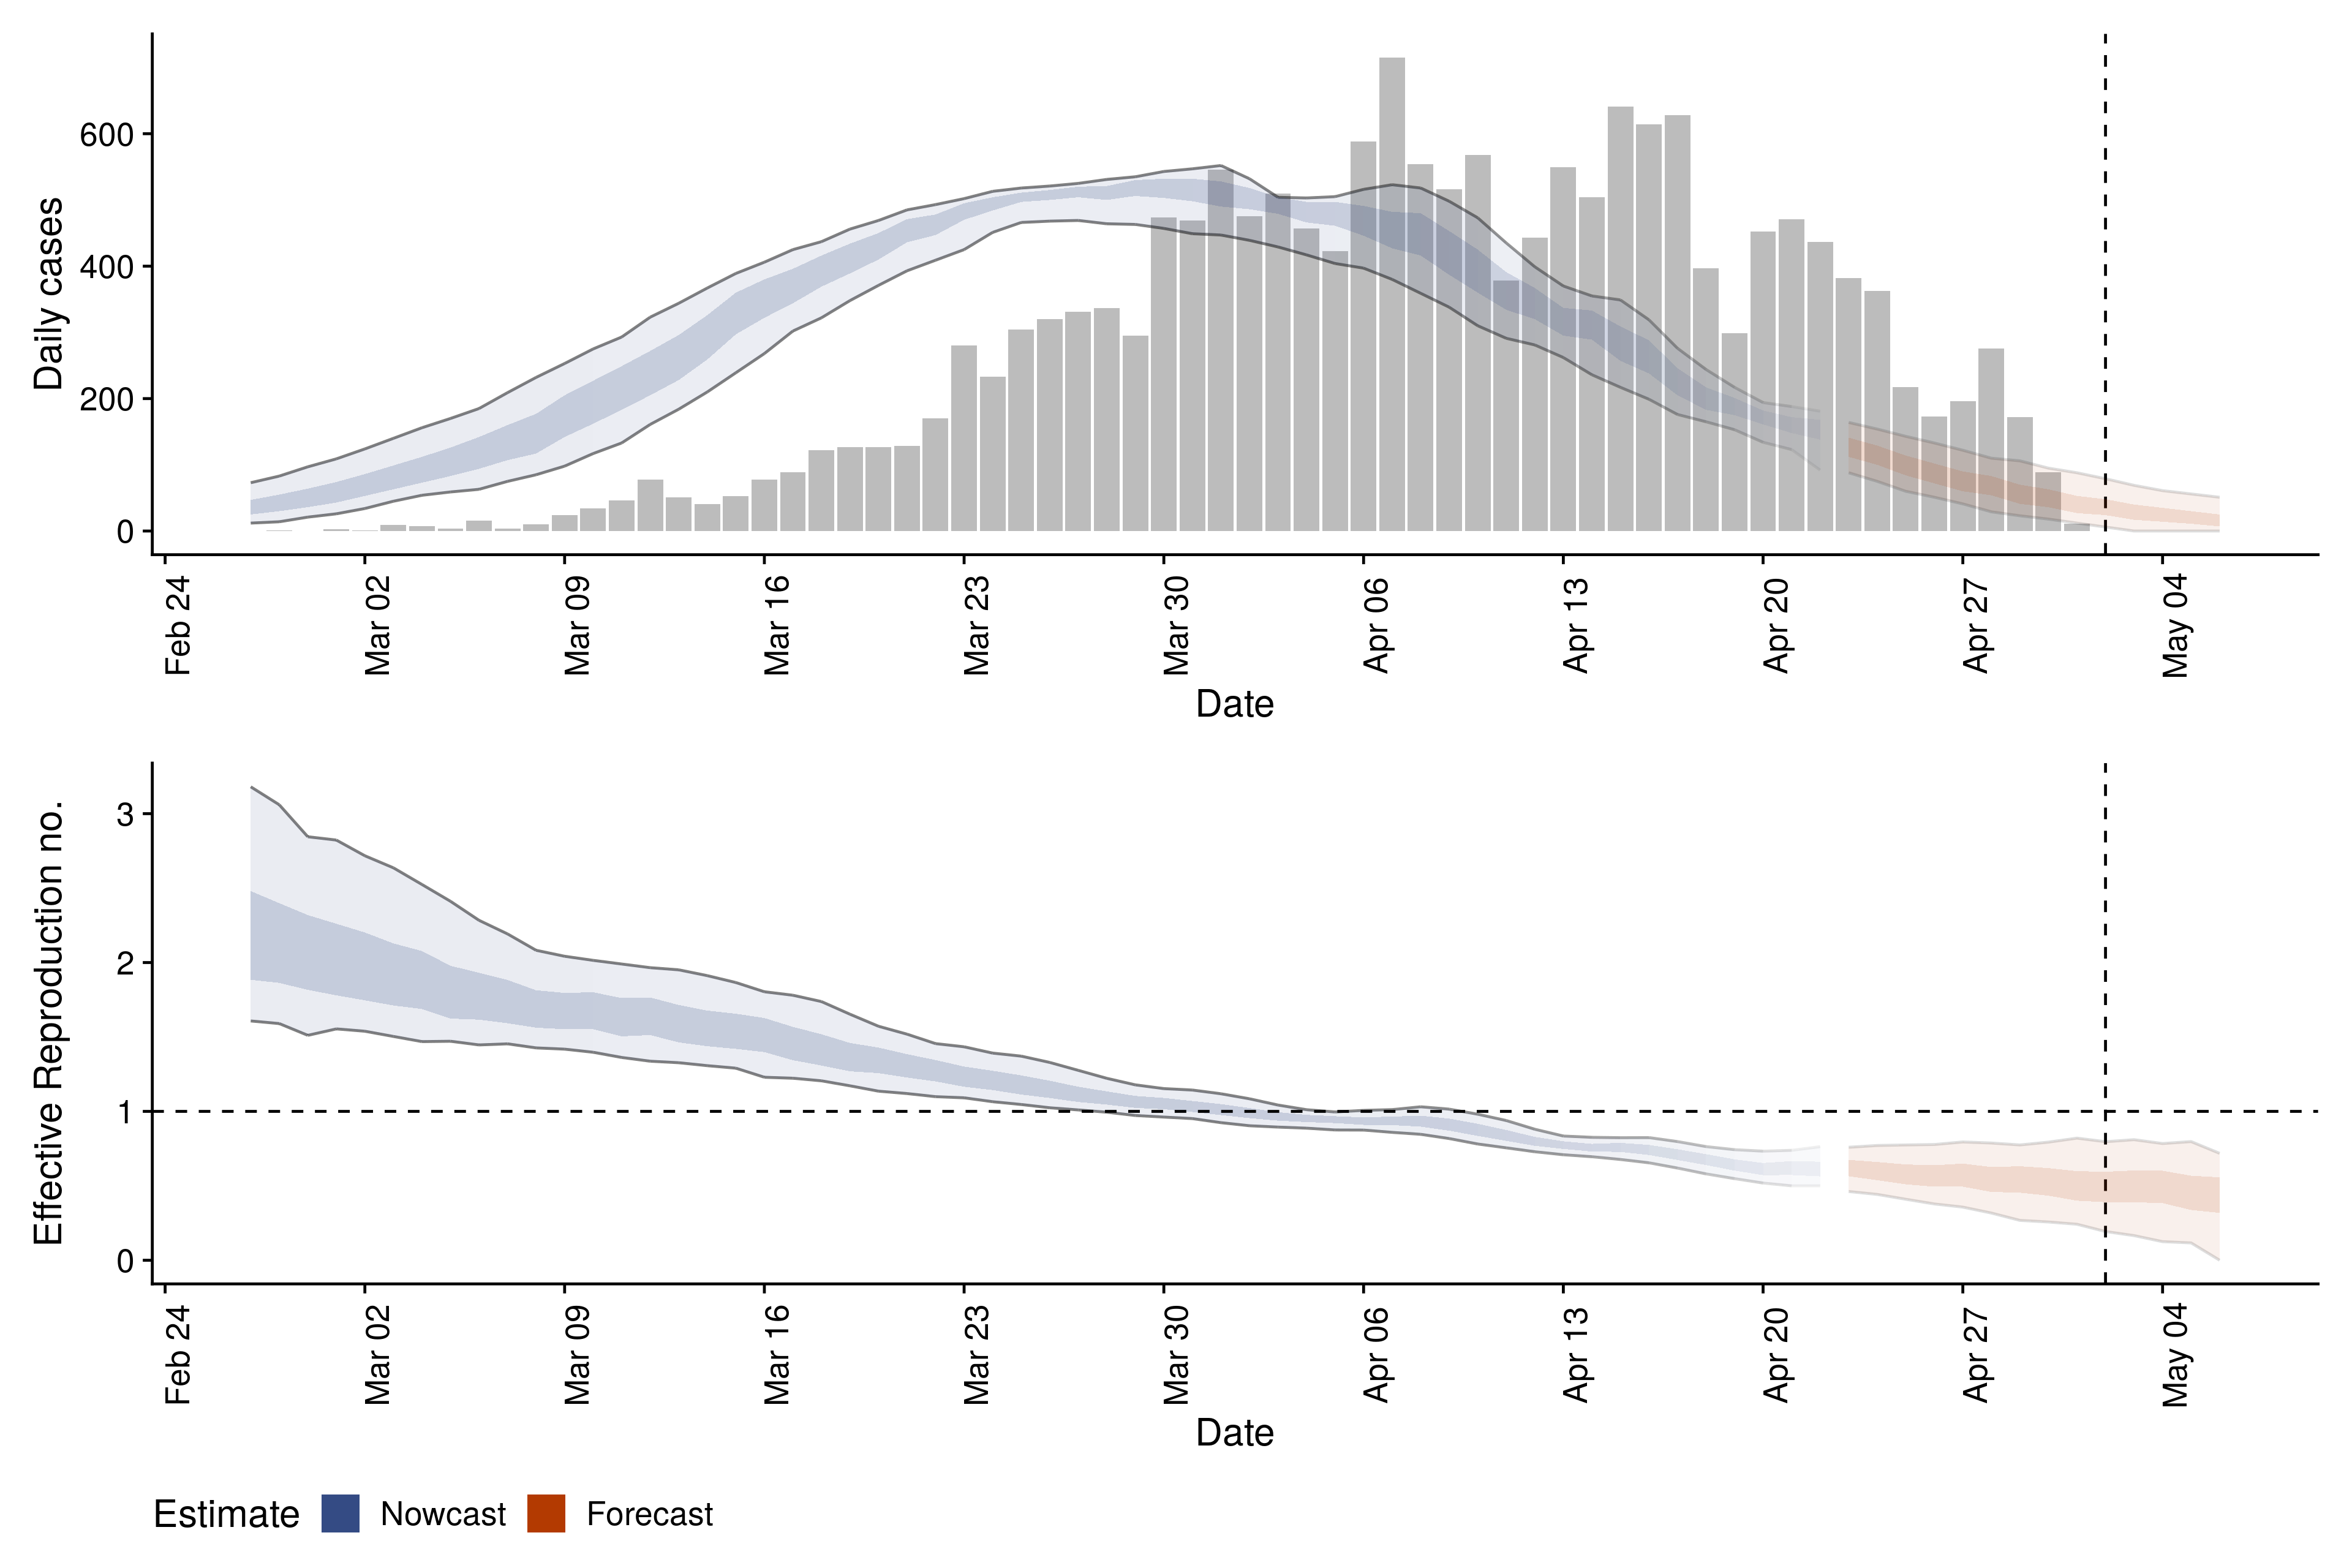 Daily cases
600
400
200
0
Feb 24
Mar 02
Mar 09
Mar 16
Mar 23
Mar 30
Apr 06
Apr 13
Apr 20
Apr 27
May 04
Date
Effective Reproduction no.
3
2
1
0
Feb 24
Mar 02
Mar 09
Mar 16
Mar 23
Mar 30
Apr 06
Apr 13
Apr 20
Apr 27
May 04
Date
Estimate Nowcast Forecast